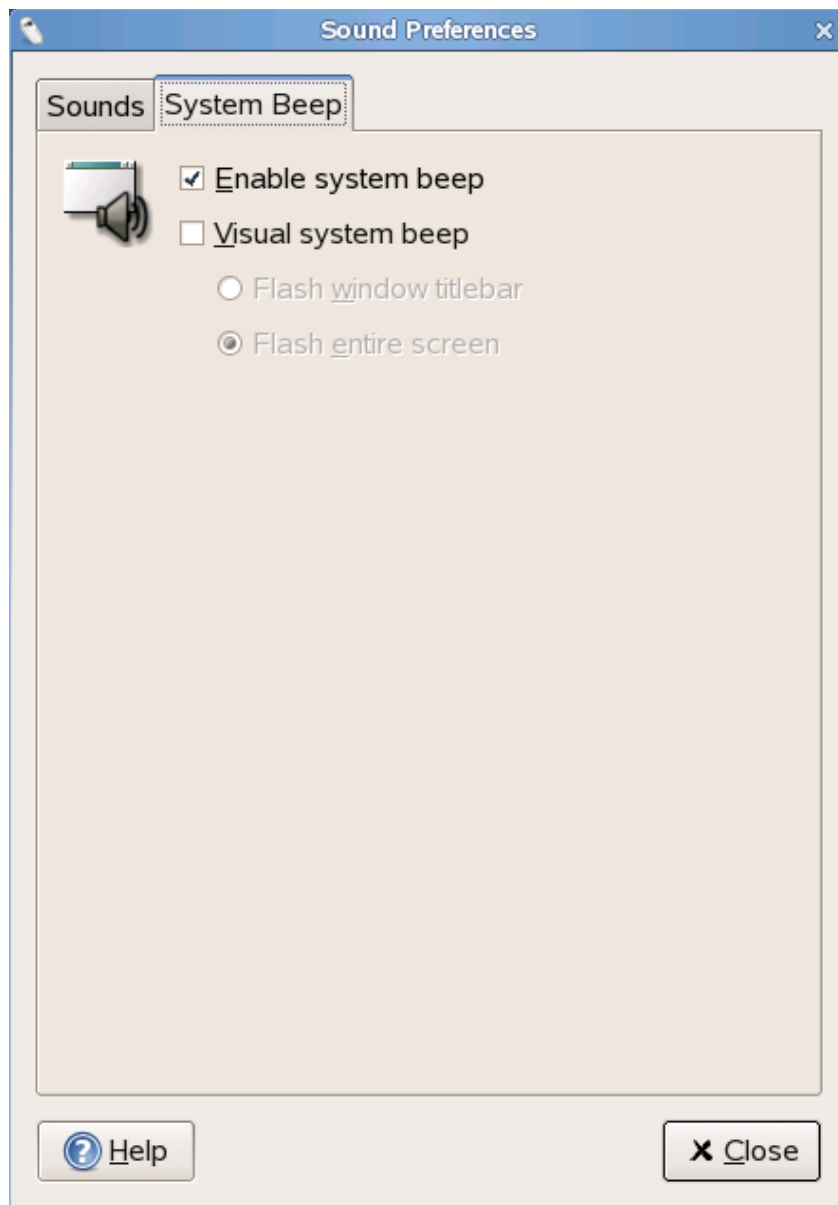 Sound Preferences
Sounds System Beep
Enable system beep
Visual system beep
Flash window titlebar
Flash entire screen
Help Close